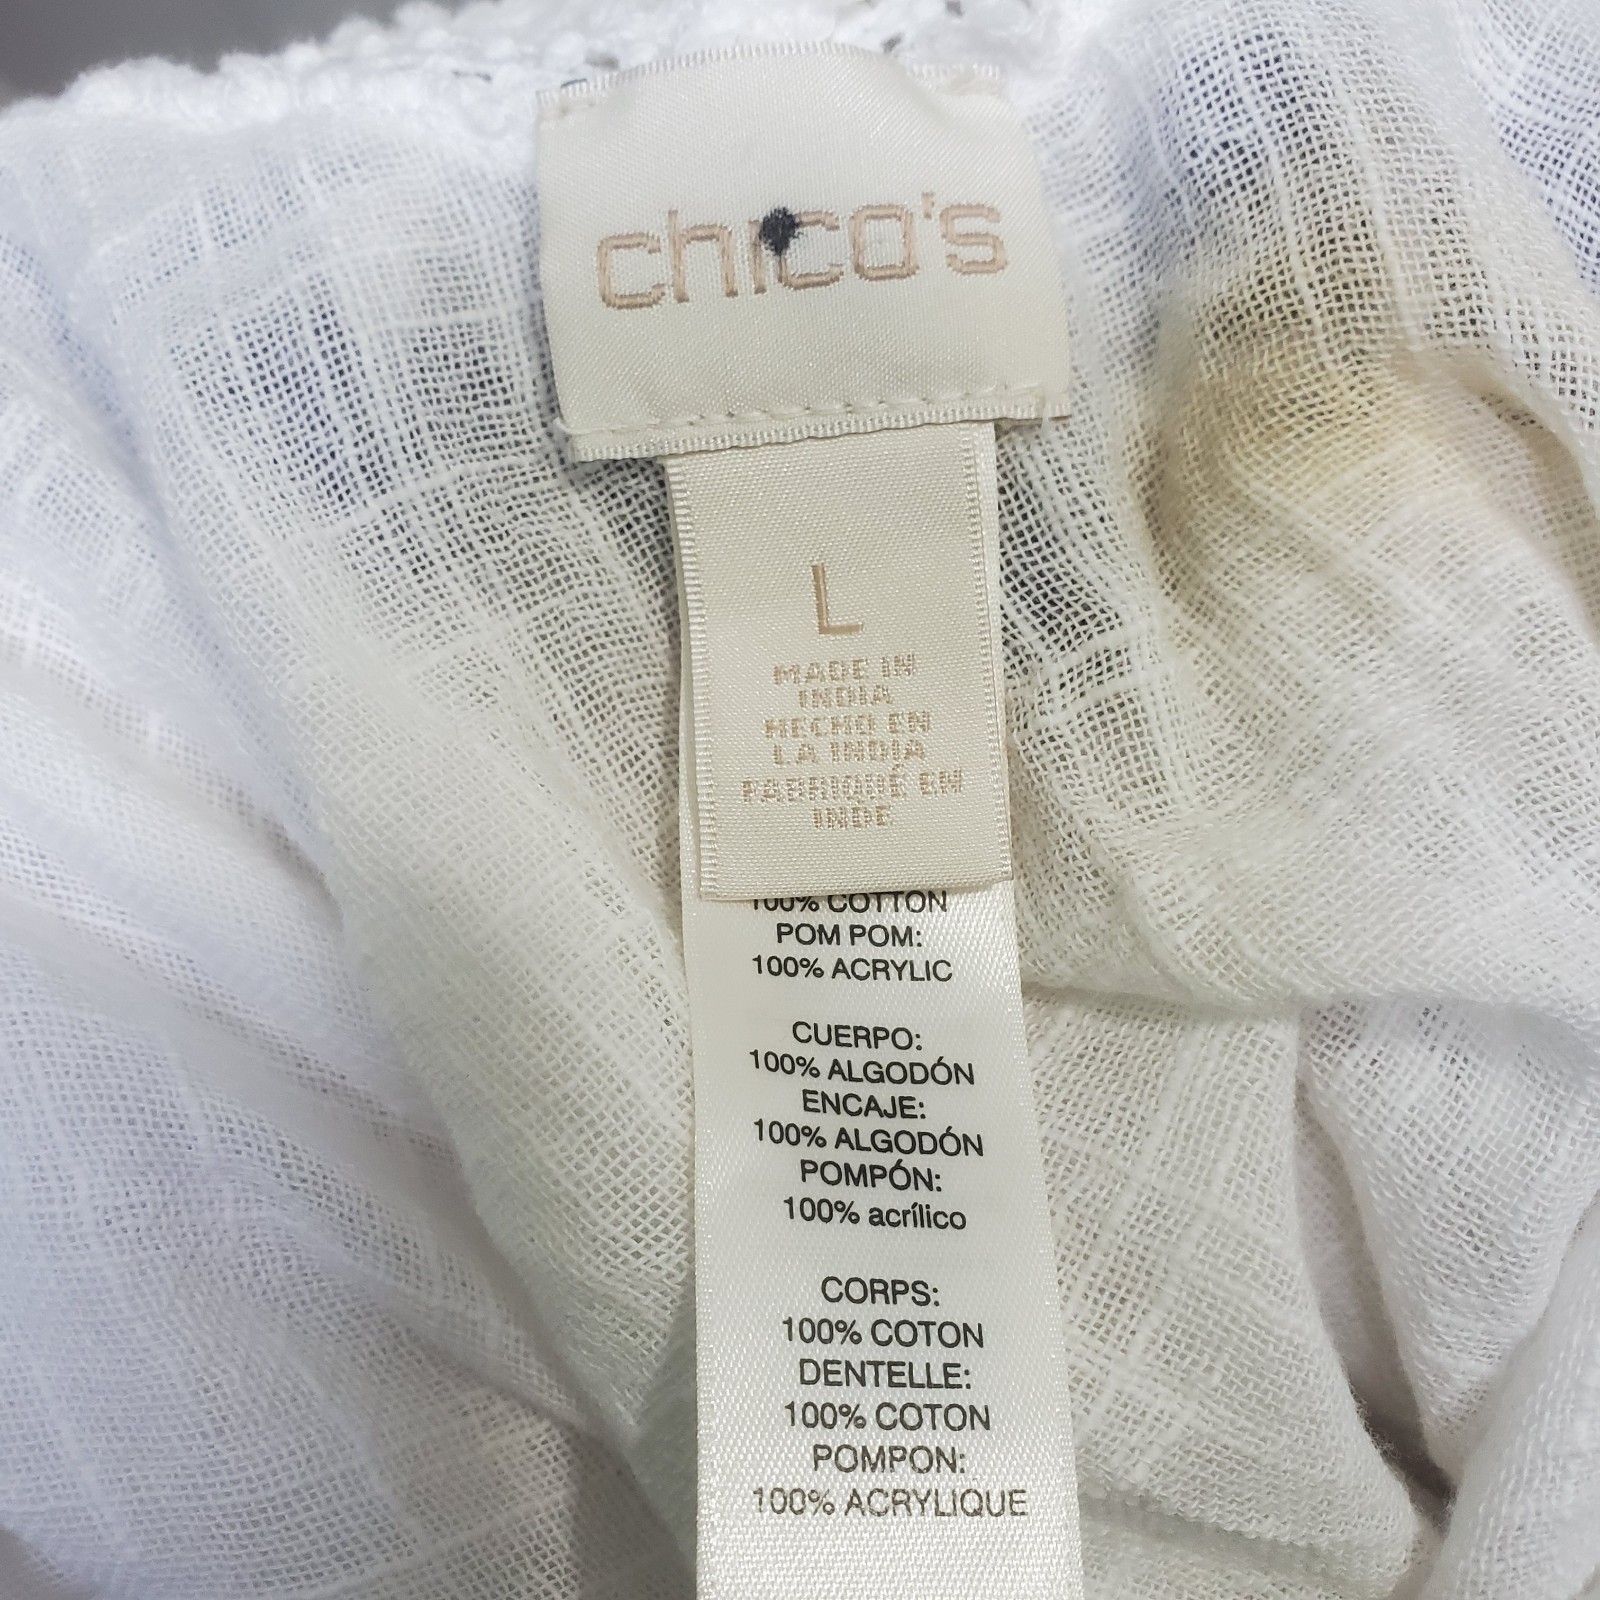 chico's
L
MADE IN
INDIA
HECHO EN
LA INDIA
FABRIQUÉ EN
INDE
100% COTTON
POM POM:
100% ACRYLIC
CUERPO:
100% ALGODÓN
ENCAJE:
100% ALGODÓN
POMPÓN:
100% acrílico
CORPS:
100% COTON
DENTELLE:
100% COTON
POMPON:
100% ACRYLIQUE